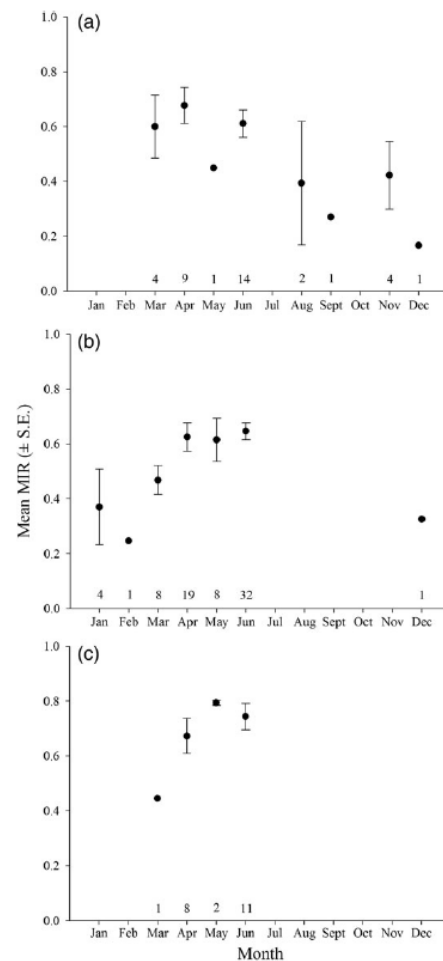 (a)
1.0
0.8
0.6
0.4
0.2
4 9 1 14 2 1 4 1
Jan Feb Mar Apr May Jun Jul Aug Sept Oct Nov Dec
(b)
Mean MIR (± S.E.)
1.0
0.8
0.6
0.4
0.2
0.0
4 1 8 19 8 32 1
Jan Feb Mar Apr May Jun Jul Aug Sept Oct Nov Dec
(c)
1.0
0.8
0.6
0.4
0.2
0.0
1 8 2 11
Jan Feb Mar Apr May Jun Jul Aug Sept Oct Nov Dec
Month